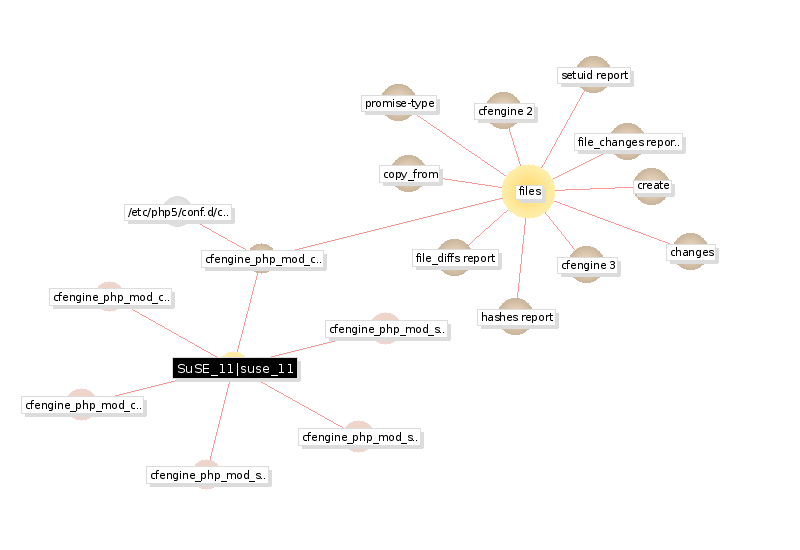 setuid report
promise-type
cfengine 2
file_changes repor..
copy_from
create
files
/etc/php5/conf.d/c..
changes
cfengine_php_mod_c..
file_diffs report
cfengine 3
cfengine_php_mod_c..
hashes report
cfengine_php_mod_s..
SuSE_11|suse_11
cfengine_php_mod_c..
cfengine_php_mod_s..
cfengine_php_mod_s..